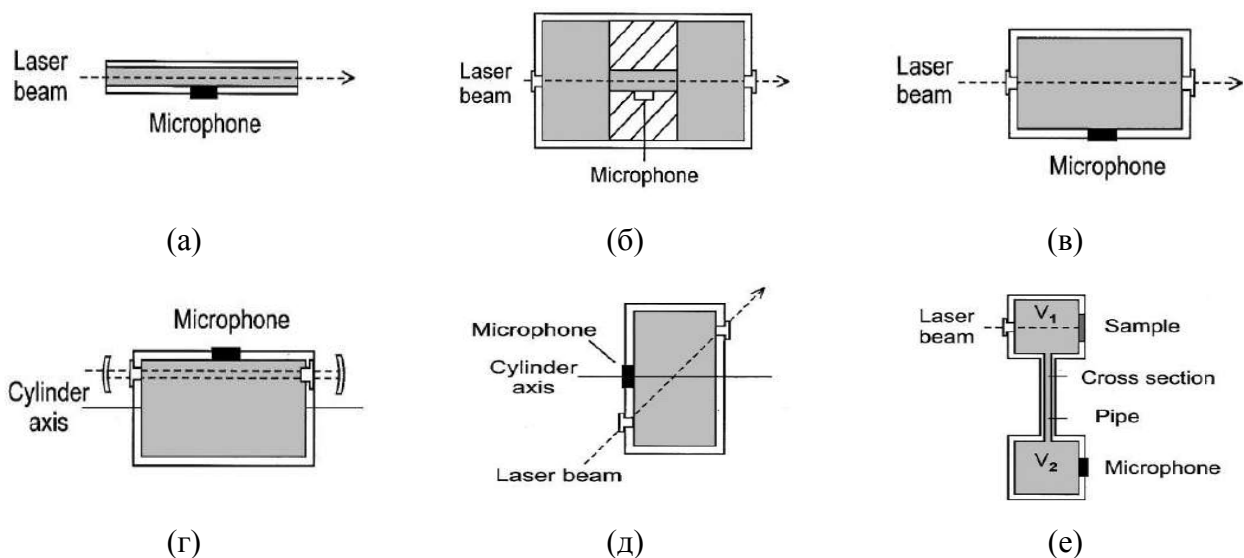 Laser
beam
Microphone
(а)
Laser
beam
Microphone
(б)
Laser
beam
Microphone
(в)
Microphone
Cylinder
axis
(г)
Microphone
Cylinder
axis
Laser beam
(д)
Laser
beam
V1
Sample
Cross section
Pipe
V2
Microphone
(е)